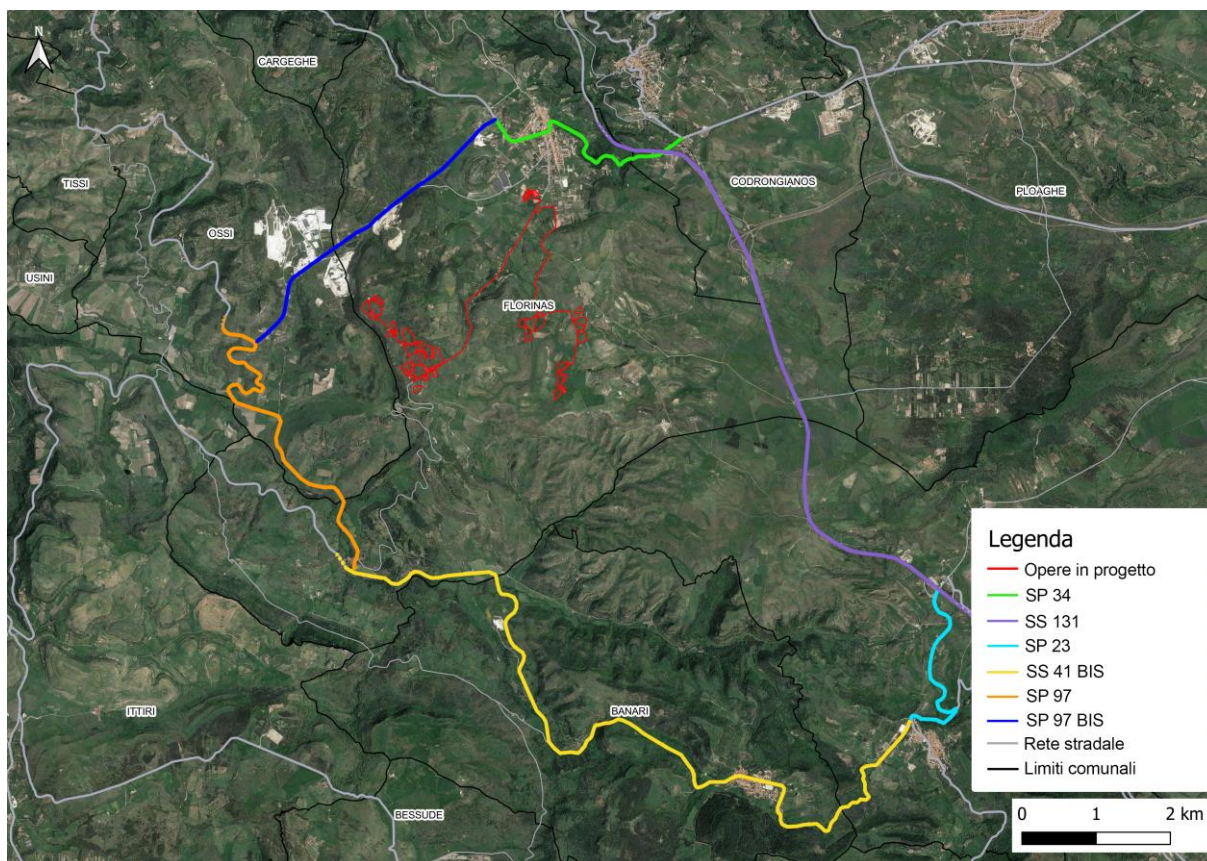 N
CARGEGHE
TISSI
CODRONGIANOS
PLOAGHE
OSSI
USINI
FLORINAS
ITTIRI
BANARI
BESSUDE
Legenda
Opere in progetto
SP 34
SS 131
SP 23
SS 41 BIS
SP 97
SP 97 BIS
Rete stradale
Limiti comunali
0 1 2 km